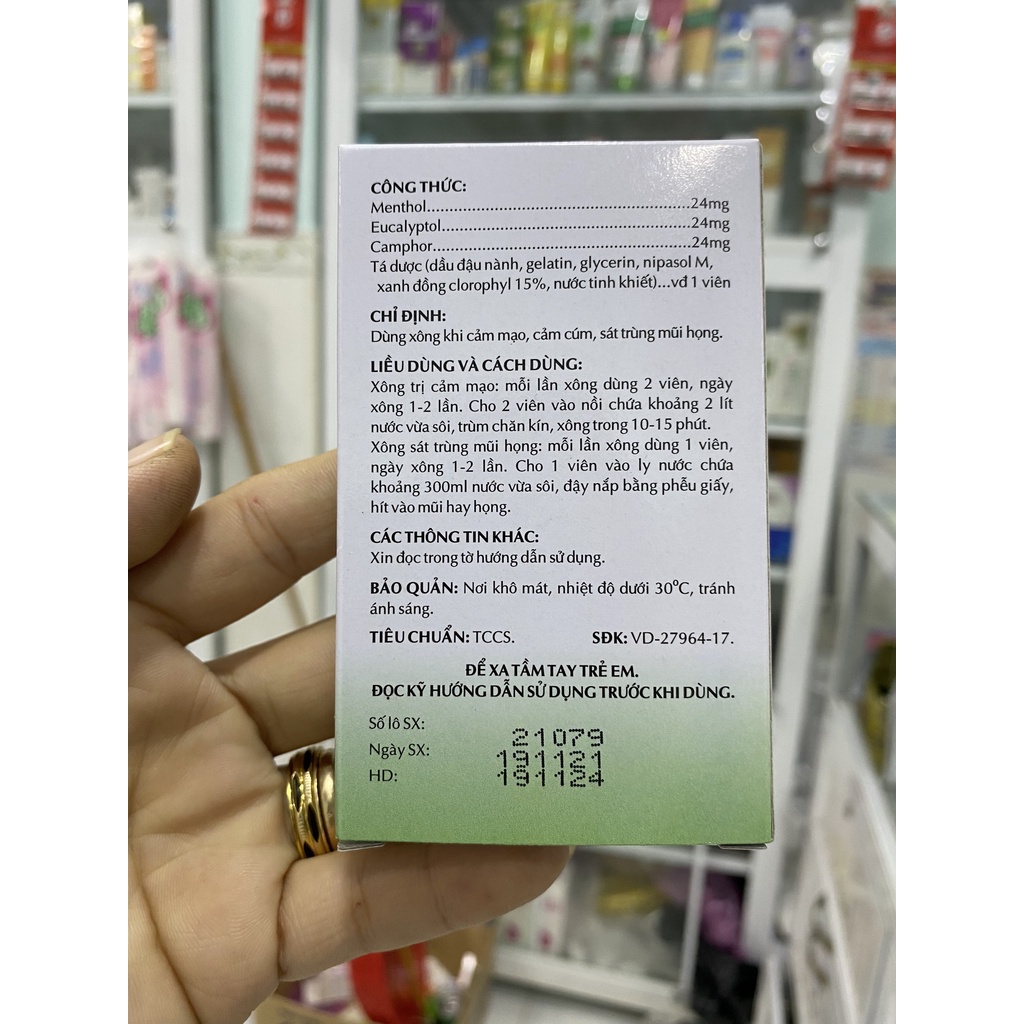 CÔNG THỨC:
Menthol..........................................................24mg
Eucalyptol.......................................................24mg
Camphor.........................................................24mg
Tá dược (dầu đậu nành, gelatin, glycerin, nipasol M,
xanh đồng clorophyl 15%, nước tinh khiết)...vđ 1 viên
CHỈ ĐỊNH:
Dùng xông khi cảm mạo, cảm cúm, sát trùng mũi họng.
LIỀU DÙNG VÀ CÁCH DÙNG:
Xông trị cảm mạo: mỗi lần xông dùng 2 viên, ngày
xông 1-2 lần. Cho 2 viên vào nồi chứa khoảng 2 lít
nước vừa sôi, trùm chăn kín, xông trong 10-15 phút.
Xông sát trùng mũi họng: mỗi lần xông dùng 1 viên,
ngày xông 1-2 lần. Cho 1 viên vào ly nước chứa
khoảng 300ml nước vừa sôi, đậy nắp bằng phễu giấy,
hít vào mũi hay họng.
CÁC THÔNG TIN KHÁC:
Xin đọc trong tờ hướng dẫn sử dụng.
BẢO QUẢN: Nơi khô mát, nhiệt độ dưới 30⁰C, tránh
ánh sáng.
TIÊU CHUẨN: TCCS. SĐK: VD-27964-17.
ĐỂ XA TẦM TAY TRẺ EM.
ĐỌC KỸ HƯỚNG DẪN SỬ DỤNG TRƯỚC KHI DÙNG.
Số lô SX: 21079
Ngày SX: 191121
HD: 191124